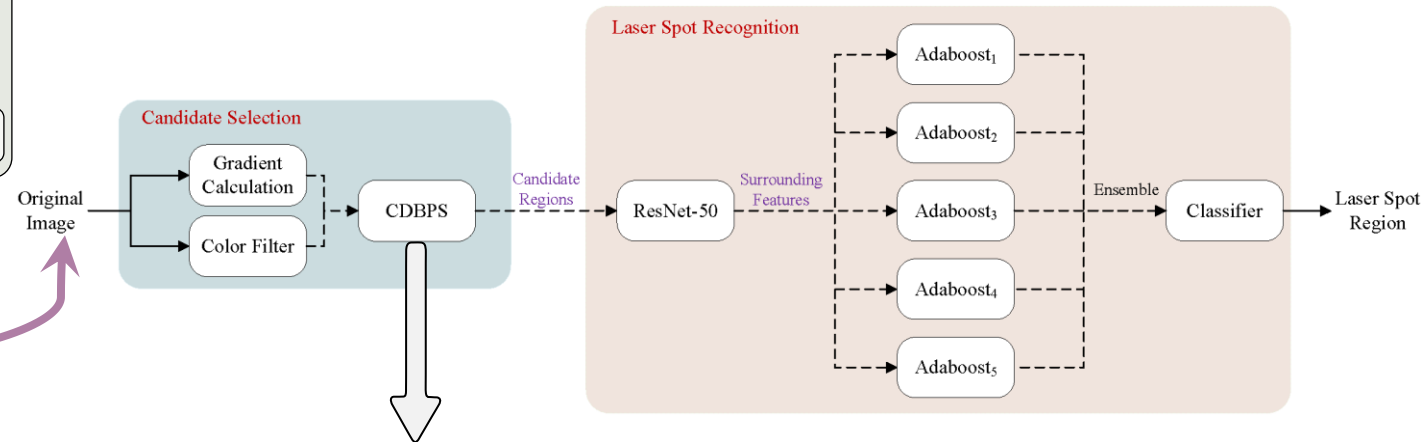 Laser Spot Recognition
Candidate Selection
Original
Image
Gradient
Calculation
Color Filter
CDBPS
Candidate
Regions
ResNet-50
Surrounding
Features
Adaboost₁
Adaboost₂
Adaboost₃
Adaboost₄
Adaboost₅
Ensemble
Classifier
Laser Spot
Region